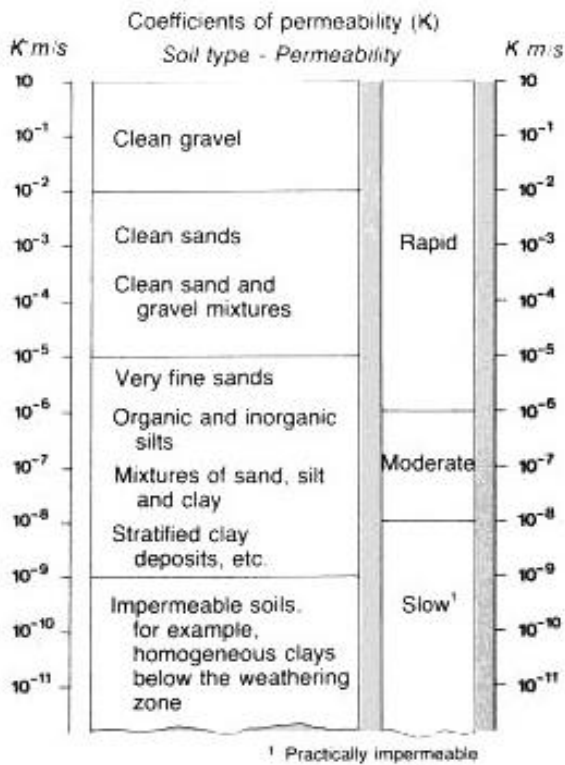 Coefficients of permeability (K)
K m/s Soil type - Permeability K m/s
10 10
10⁻¹ Clean gravel 10⁻¹
10⁻² 10⁻²
Clean sands
10⁻³ Rapid 10⁻³
Clean sand and
10⁻⁴ gravel mixtures 10⁻⁴
10⁻⁵ 10⁻⁵
Very fine sands
10⁻⁶ 10⁻⁶
Organic and inorganic
silts
10⁻⁷ Moderate 10⁻⁷
Mixtures of sand, silt
and clay
10⁻⁸ 10⁻⁸
Stratified clay
deposits, etc.
10⁻⁹ 10⁻⁹
Impermeable soils, Slow¹
for example,
10⁻¹⁰ 10⁻¹⁰
homogeneous clays
below the weathering
10⁻¹¹ 10⁻¹¹
zone
¹ Practically impermeable